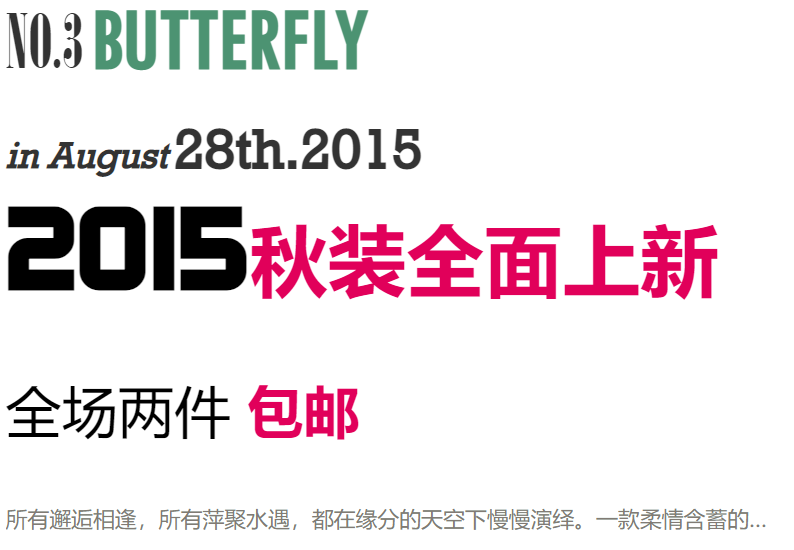 NO.3 BUTTERFLY
in August 28th.2015
2015秋装全面上新
全场两件 包邮
所有邂逅相逢，所有萍聚水遇，都在缘分的天空下慢慢演绎。一款柔情含蓄的...